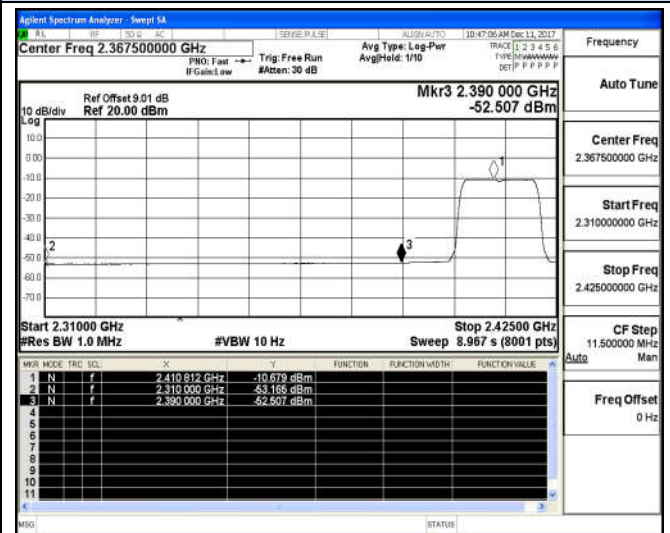 Agilent Spectrum Analyzer - Swept SA
RL RF 50 Ω AC SENSE:PULSE ALIGN AUTO 10:47:06 AM Dec 11, 2017
Center Freq 2.367500000 GHz
PNO: Fast
IFGain:Low
Trig: Free Run
#Atten: 30 dB
Avg Type: Log-Pwr
Avg|Hold: 1/10
TRACE 1 2 3 4 5 6
TYPE M
DET P P P P P P
Ref Offset 9.01 dB
Ref 20.00 dBm
10 dB/div
Log
Mkr3 2.390 000 GHz
-52.507 dBm
10.0
0.00
-10.0
-20.0
-30.0
-40.0
-50.0
-60.0
-70.0
1
2
3
Start 2.31000 GHz
Stop 2.42500 GHz
#Res BW 1.0 MHz
#VBW 10 Hz
Sweep 8.967 s (8001 pts)
MKR MODE TRC SCL X Y FUNCTION FUNCTION WIDTH FUNCTION VALUE
1 N f 2.410 812 GHz -10.679 dBm
2 N f 2.310 000 GHz -53.165 dBm
3 N f 2.390 000 GHz -52.507 dBm
4
5
6
7
8
9
10
11
MSG
STATUS
Frequency
Auto Tune
Center Freq
2.367500000 GHz
Start Freq
2.310000000 GHz
Stop Freq
2.425000000 GHz
CF Step
11.500000 MHz
Auto Man
Freq Offset
0 Hz